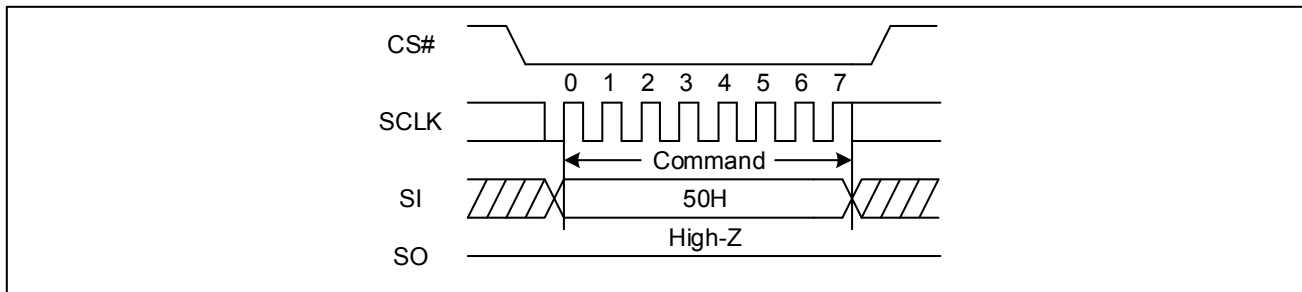 CS#
0 1 2 3 4 5 6 7
SCLK
Command
SI
50H
High-Z
SO